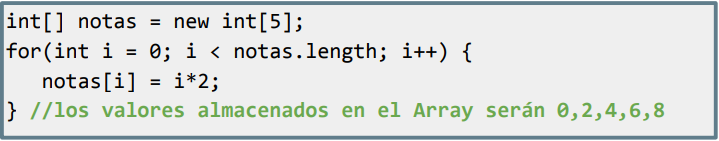 int[] notas = new int[5];
for(int i = 0; i < notas.length; i++) {
   notas[i] = i*2;
} //los valores almacenados en el Array serán 0,2,4,6,8